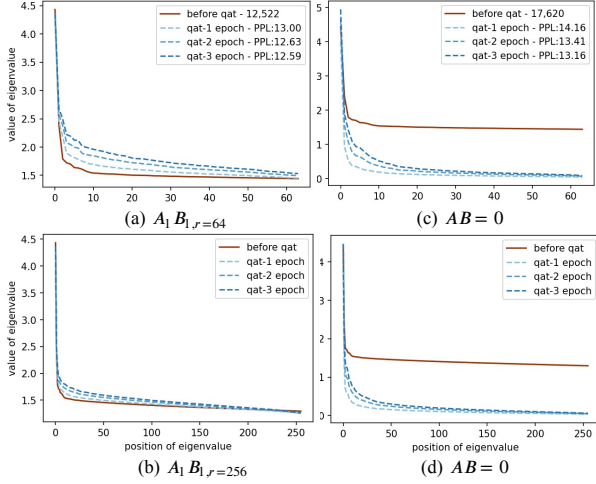 4.5
4.0
3.5
3.0
2.5
2.0
1.5
value of eigenvalue
before qat - 12,522
qat-1 epoch - PPL:13.00
qat-2 epoch - PPL:12.63
qat-3 epoch - PPL:12.59
0 10 20 30 40 50 60
(a) A₁B₁,r=64
5
4
3
2
1
0
before qat - 17,620
qat-1 epoch - PPL:14.16
qat-2 epoch - PPL:13.41
qat-3 epoch - PPL:13.16
0 10 20 30 40 50 60
(c) AB = 0
4.5
4.0
3.5
3.0
2.5
2.0
1.5
value of eigenvalue
before qat
qat-1 epoch
qat-2 epoch
qat-3 epoch
0 50 100 150 200 250
position of eigenvalue
(b) A₁B₁,r=256
4
3
2
1
0
before qat
qat-1 epoch
qat-2 epoch
qat-3 epoch
0 50 100 150 200 250
position of eigenvalue
(d) AB = 0